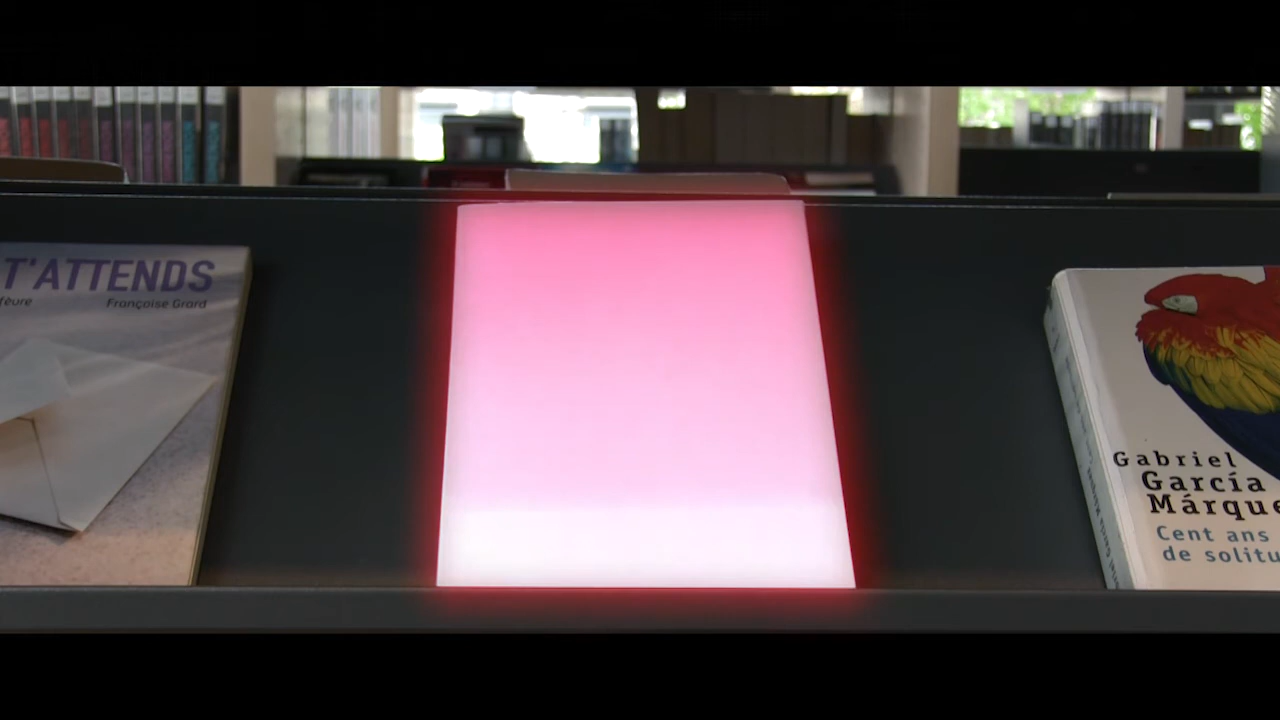 T'ATTENDS
Françoise Grard
Gabriel
García
Márque
Cent ans
de solitu